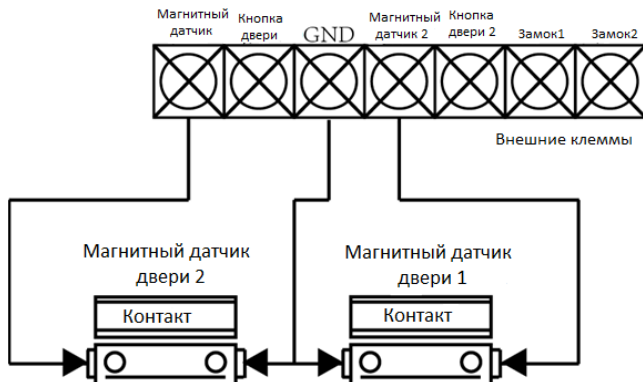 Магнитный
датчик
Кнопка
двери
GND
Магнитный
датчик 2
Кнопка
двери 2
Замок1
Замок2
Внешние клеммы
Магнитный датчик
двери 2
Контакт
Магнитный датчик
двери 1
Контакт